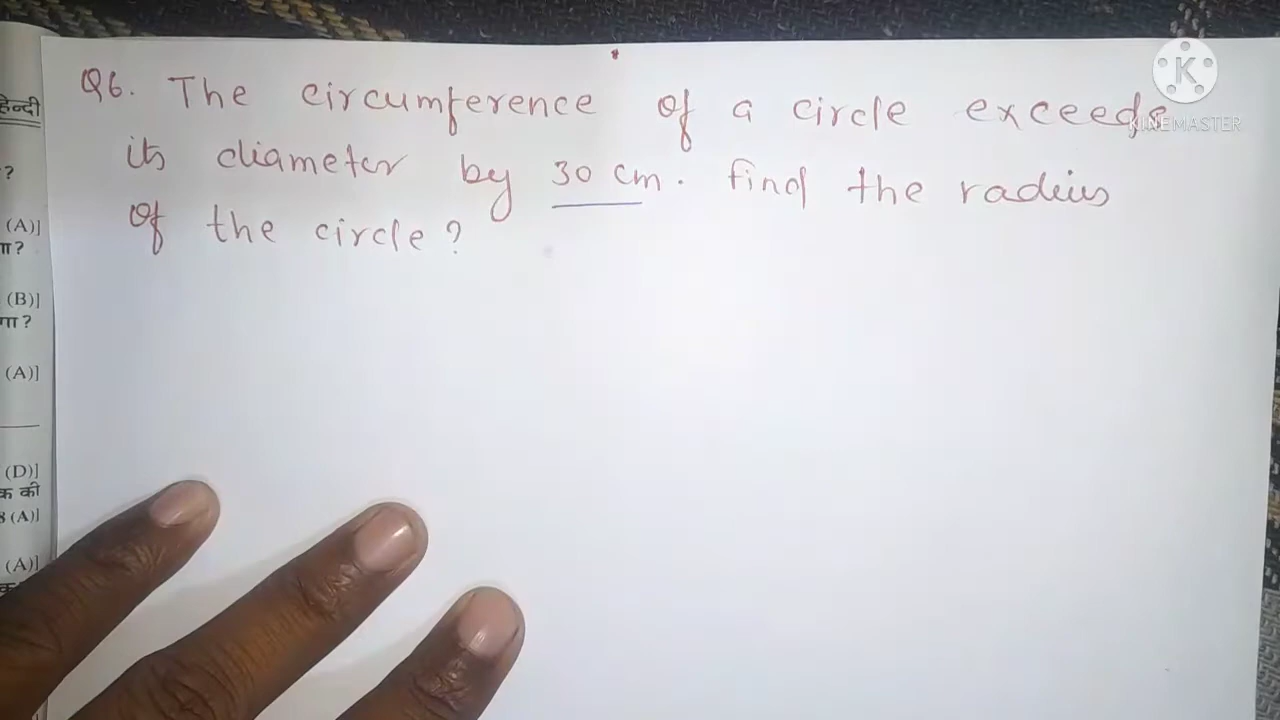 Q6. The circumference of a circle exceeds
its diameter by 30 cm. find the radius
of the circle?
K
KINEMASTER
हिन्दी
?
(A)]
?
(B)]
?
(A)]
(D)]
की
(A)]
(A)]